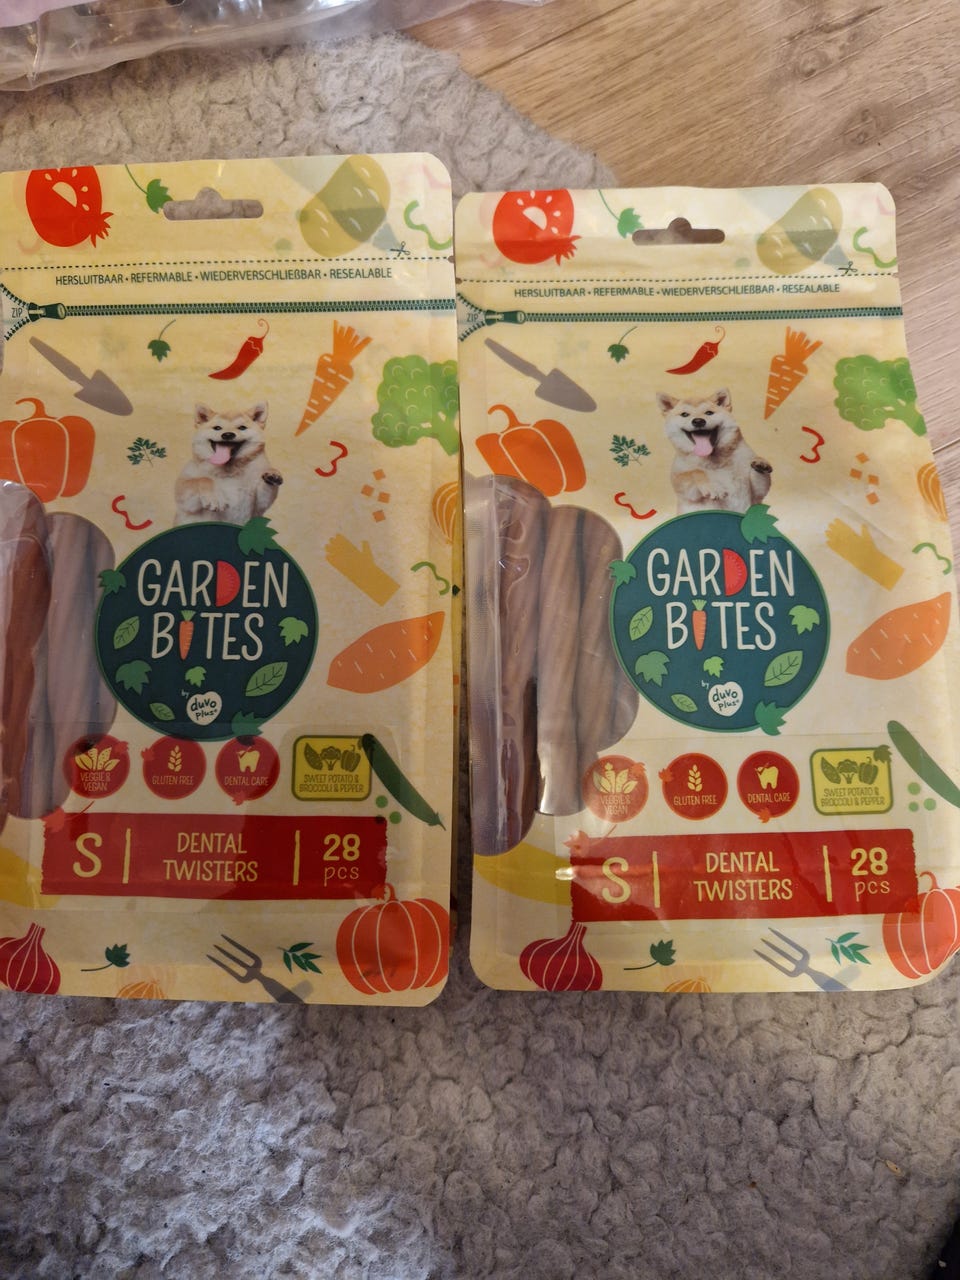 HERSLUITBAAR • REFERMABLE • WIEDERVERSCHLIEßBAR • RESEALABLE
ZIP
GARDEN
BITES
by duvo
plus+
VEGGIE &
VEGAN
GLUTEN FREE
DENTAL CARE
SWEET POTATO &
BROCCOLI & PEPPER
S
DENTAL
TWISTERS
28
pcs
HERSLUITBAAR • REFERMABLE • WIEDERVERSCHLIEßBAR • RESEALABLE
ZIP
GARDEN
BITES
by duvo
plus+
VEGGIE &
VEGAN
GLUTEN FREE
DENTAL CARE
SWEET POTATO &
BROCCOLI & PEPPER
S
DENTAL
TWISTERS
28
pcs